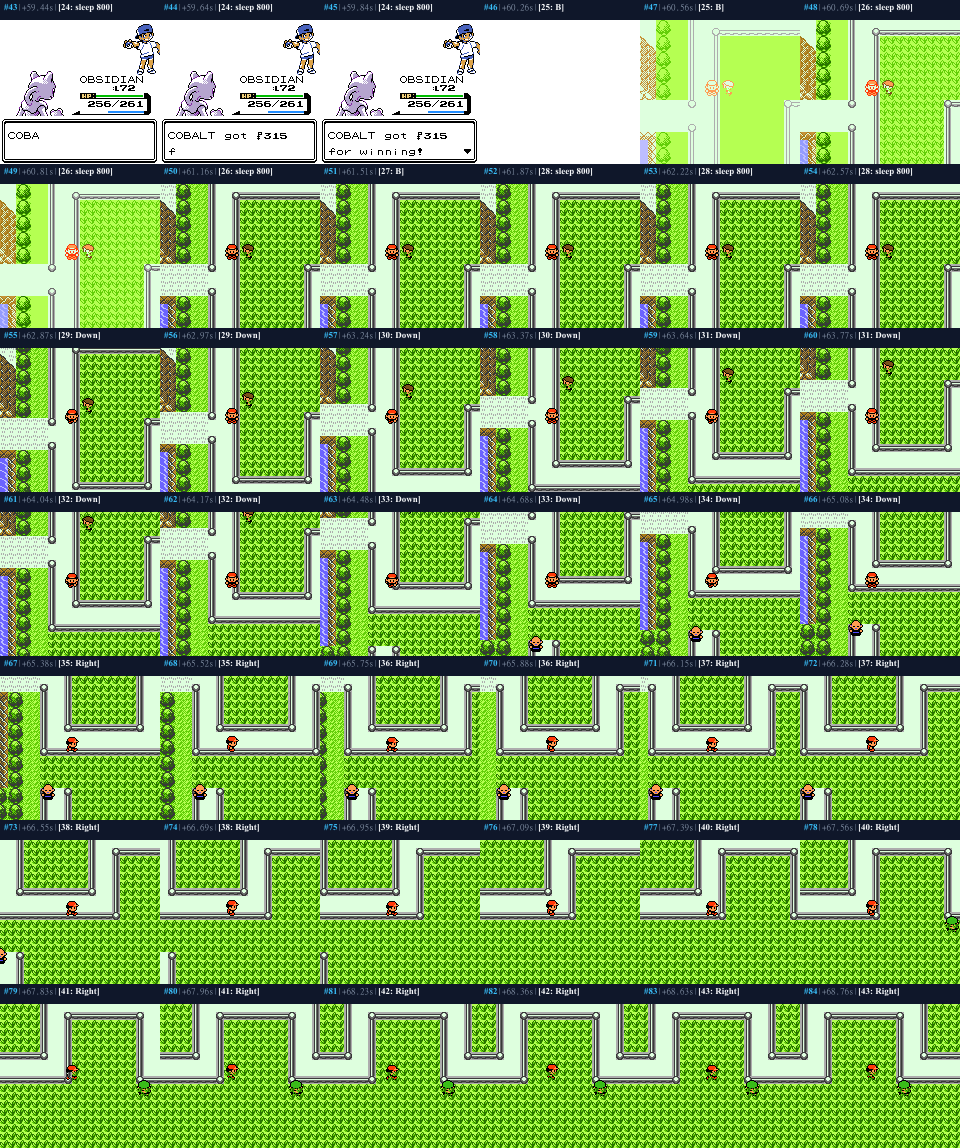 #43|+59.44s|[24: sleep 800]
#44|+59.64s|[24: sleep 800]
#45|+59.84s|[24: sleep 800]
#46|+60.26s|[25: B]
#47|+60.56s|[25: B]
#48|+60.69s|[26: sleep 800]
OBSIDIAN
:L72
HP:
256/261
COBA
OBSIDIAN
:L72
HP:
256/261
COBALT got ₽315
f
OBSIDIAN
:L72
HP:
256/261
COBALT got ₽315
for winning!
#49|+60.81s|[26: sleep 800]
#50|+61.16s|[26: sleep 800]
#51|+61.51s|[27: B]
#52|+61.87s|[28: sleep 800]
#53|+62.22s|[28: sleep 800]
#54|+62.57s|[28: sleep 800]
#55|+62.87s|[29: Down]
#56|+62.97s|[29: Down]
#57|+63.24s|[30: Down]
#58|+63.37s|[30: Down]
#59|+63.64s|[31: Down]
#60|+63.77s|[31: Down]
#61|+64.04s|[32: Down]
#62|+64.17s|[32: Down]
#63|+64.48s|[33: Down]
#64|+64.68s|[33: Down]
#65|+64.98s|[34: Down]
#66|+65.08s|[34: Down]
#67|+65.38s|[35: Right]
#68|+65.52s|[35: Right]
#69|+65.75s|[36: Right]
#70|+65.88s|[36: Right]
#71|+66.15s|[37: Right]
#72|+66.28s|[37: Right]
#73|+66.55s|[38: Right]
#74|+66.69s|[38: Right]
#75|+66.95s|[39: Right]
#76|+67.09s|[39: Right]
#77|+67.39s|[40: Right]
#78|+67.56s|[40: Right]
#79|+67.83s|[41: Right]
#80|+67.96s|[41: Right]
#81|+68.23s|[42: Right]
#82|+68.36s|[42: Right]
#83|+68.63s|[43: Right]
#84|+68.76s|[43: Right]